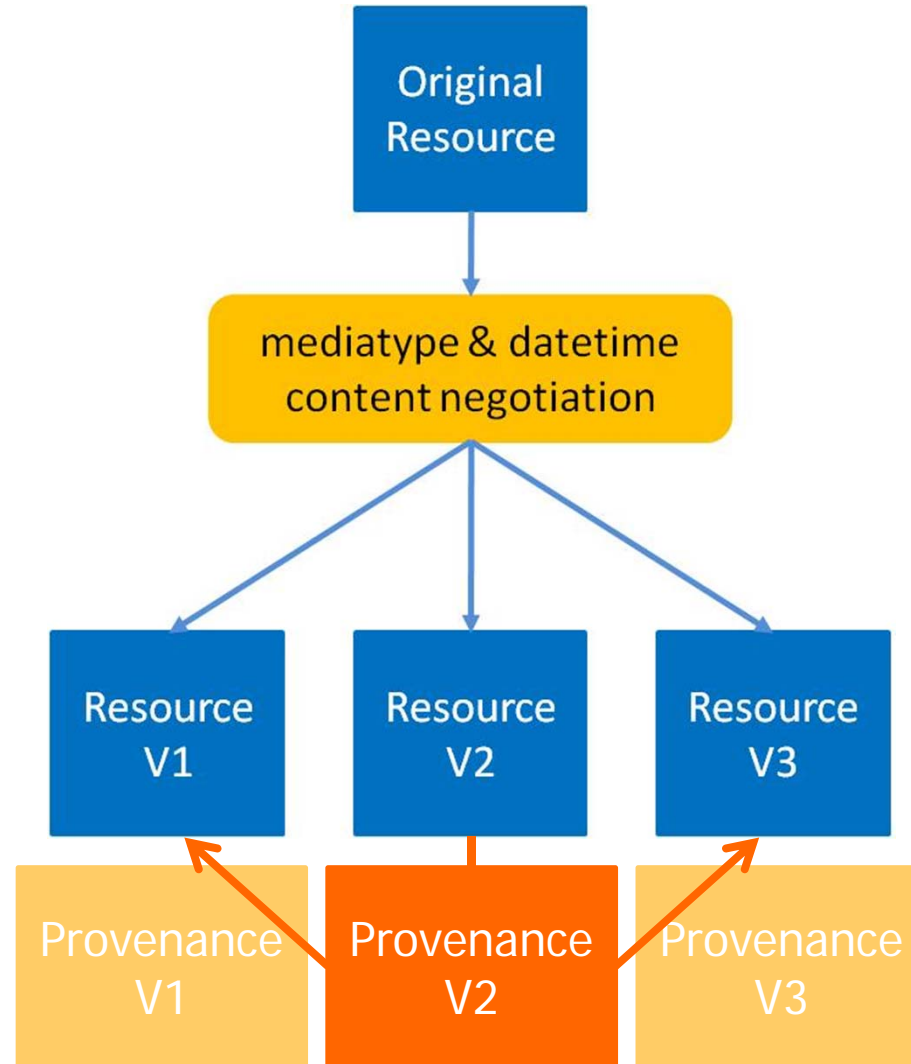 Original
Resource
mediatype & datetime
content negotiation
Resource
V1
Resource
V2
Resource
V3
Provenance
V1
Provenance
V2
Provenance
V3